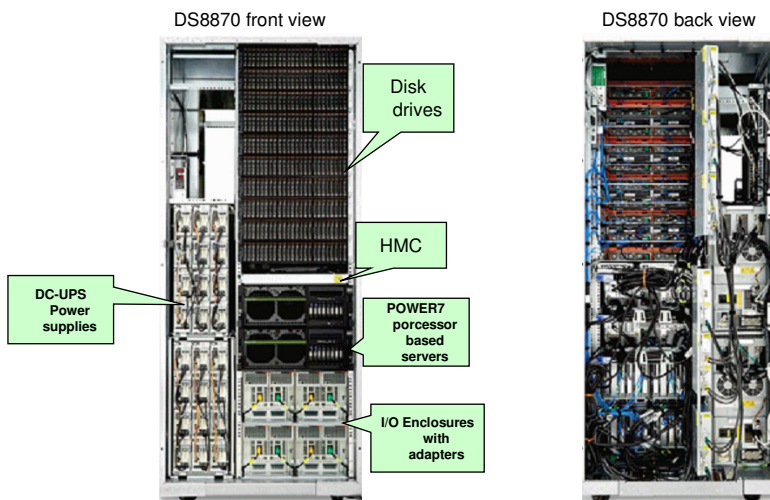 DS8870 front view
DS8870 back view
Disk
drives
HMC
DC-UPS
Power
supplies
POWER7
porcessor
based
servers
I/O Enclosures
with
adapters